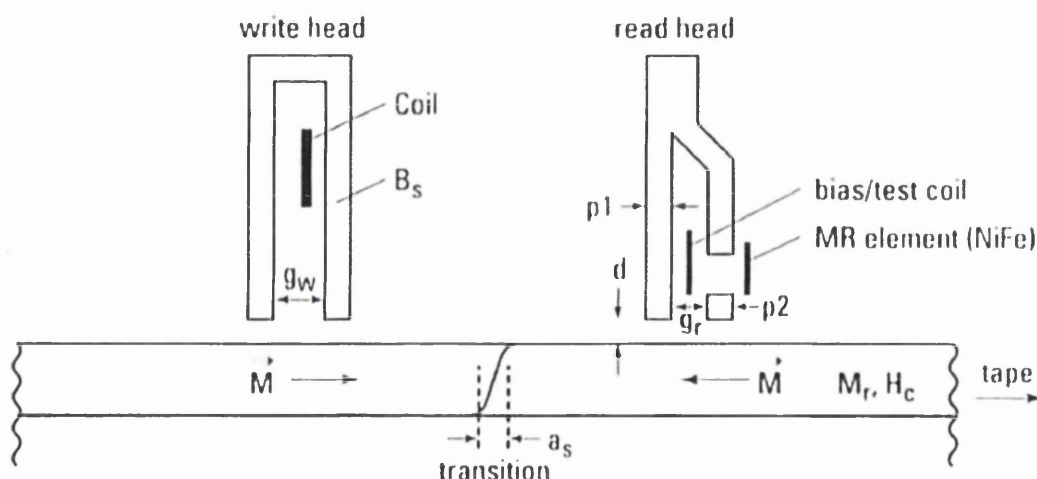 write head
read head
Coil
B_s
bias/test coil
p1
MR element (NiFe)
d
g_w
g_r
p2
M
M
M_r, H_c
tape
a_s
transition